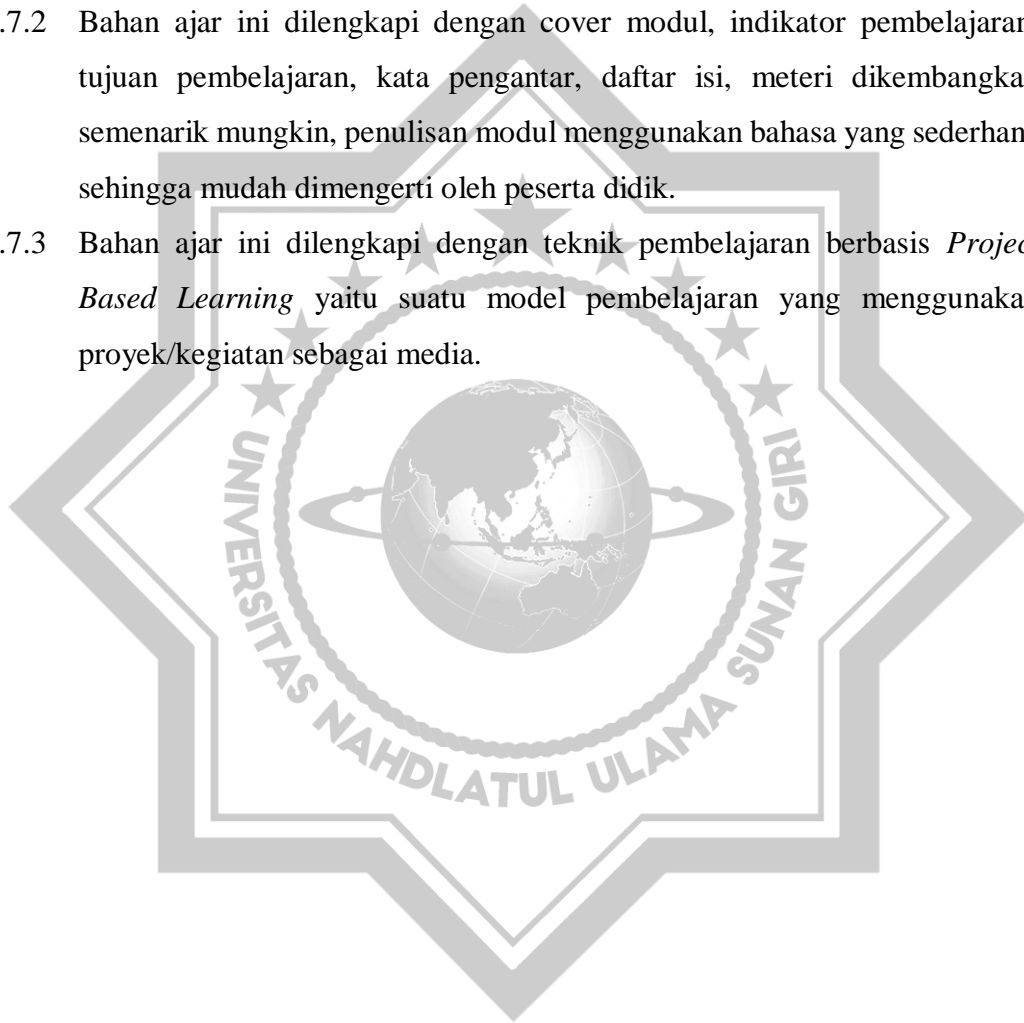 .7.2 Bahan ajar ini dilengkapi dengan cover modul, indikator pembelajaran
tujuan pembelajaran, kata pengantar, daftar isi, meteri dikembangka
semenarik mungkin, penulisan modul menggunakan bahasa yang sederhan
sehingga mudah dimengerti oleh peserta didik.
.7.3 Bahan ajar ini dilengkapi dengan teknik pembelajaran berbasis Projec
Based Learning yaitu suatu model pembelajaran yang menggunaka
proyek/kegiatan sebagai media.
UNIVERSITAS NAHDLATUL ULAMA SUNAN GIRI